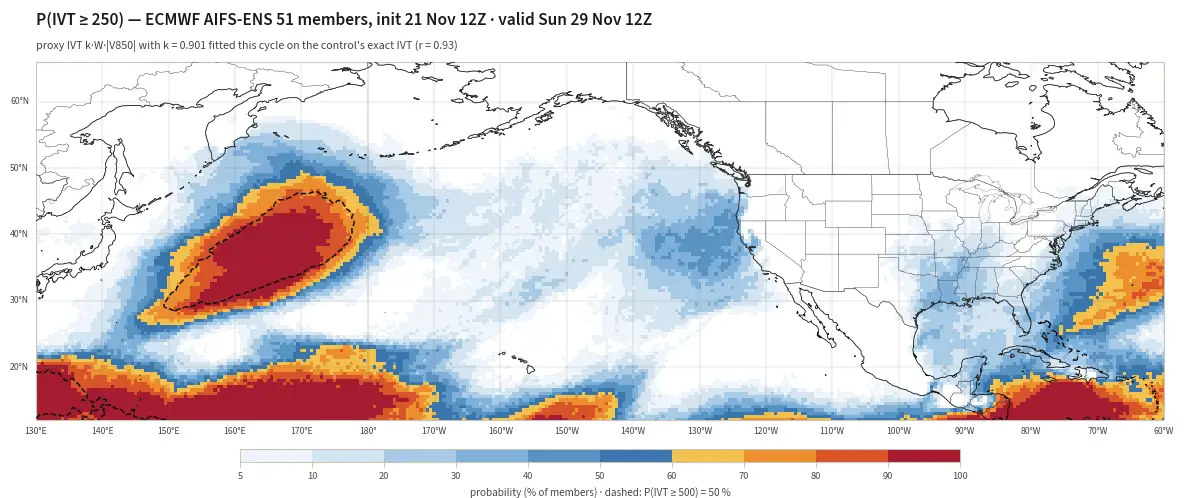 P(IVT ≥ 250) — ECMWF AIFS-ENS 51 members, init 21 Nov 12Z · valid Sun 29 Nov 12Z
proxy IVT k·W·|V850| with k = 0.901 fitted this cycle on the control's exact IVT (r = 0.93)
60°N
50°N
40°N
30°N
20°N
130°E 140°E 150°E 160°E 170°E 180° 170°W 160°W 150°W 140°W 130°W 120°W 110°W 100°W 90°W 80°W 70°W 60°W
5 10 20 30 40 50 60 70 80 90 100
probability (% of members) · dashed: P(IVT ≥ 500) = 50 %